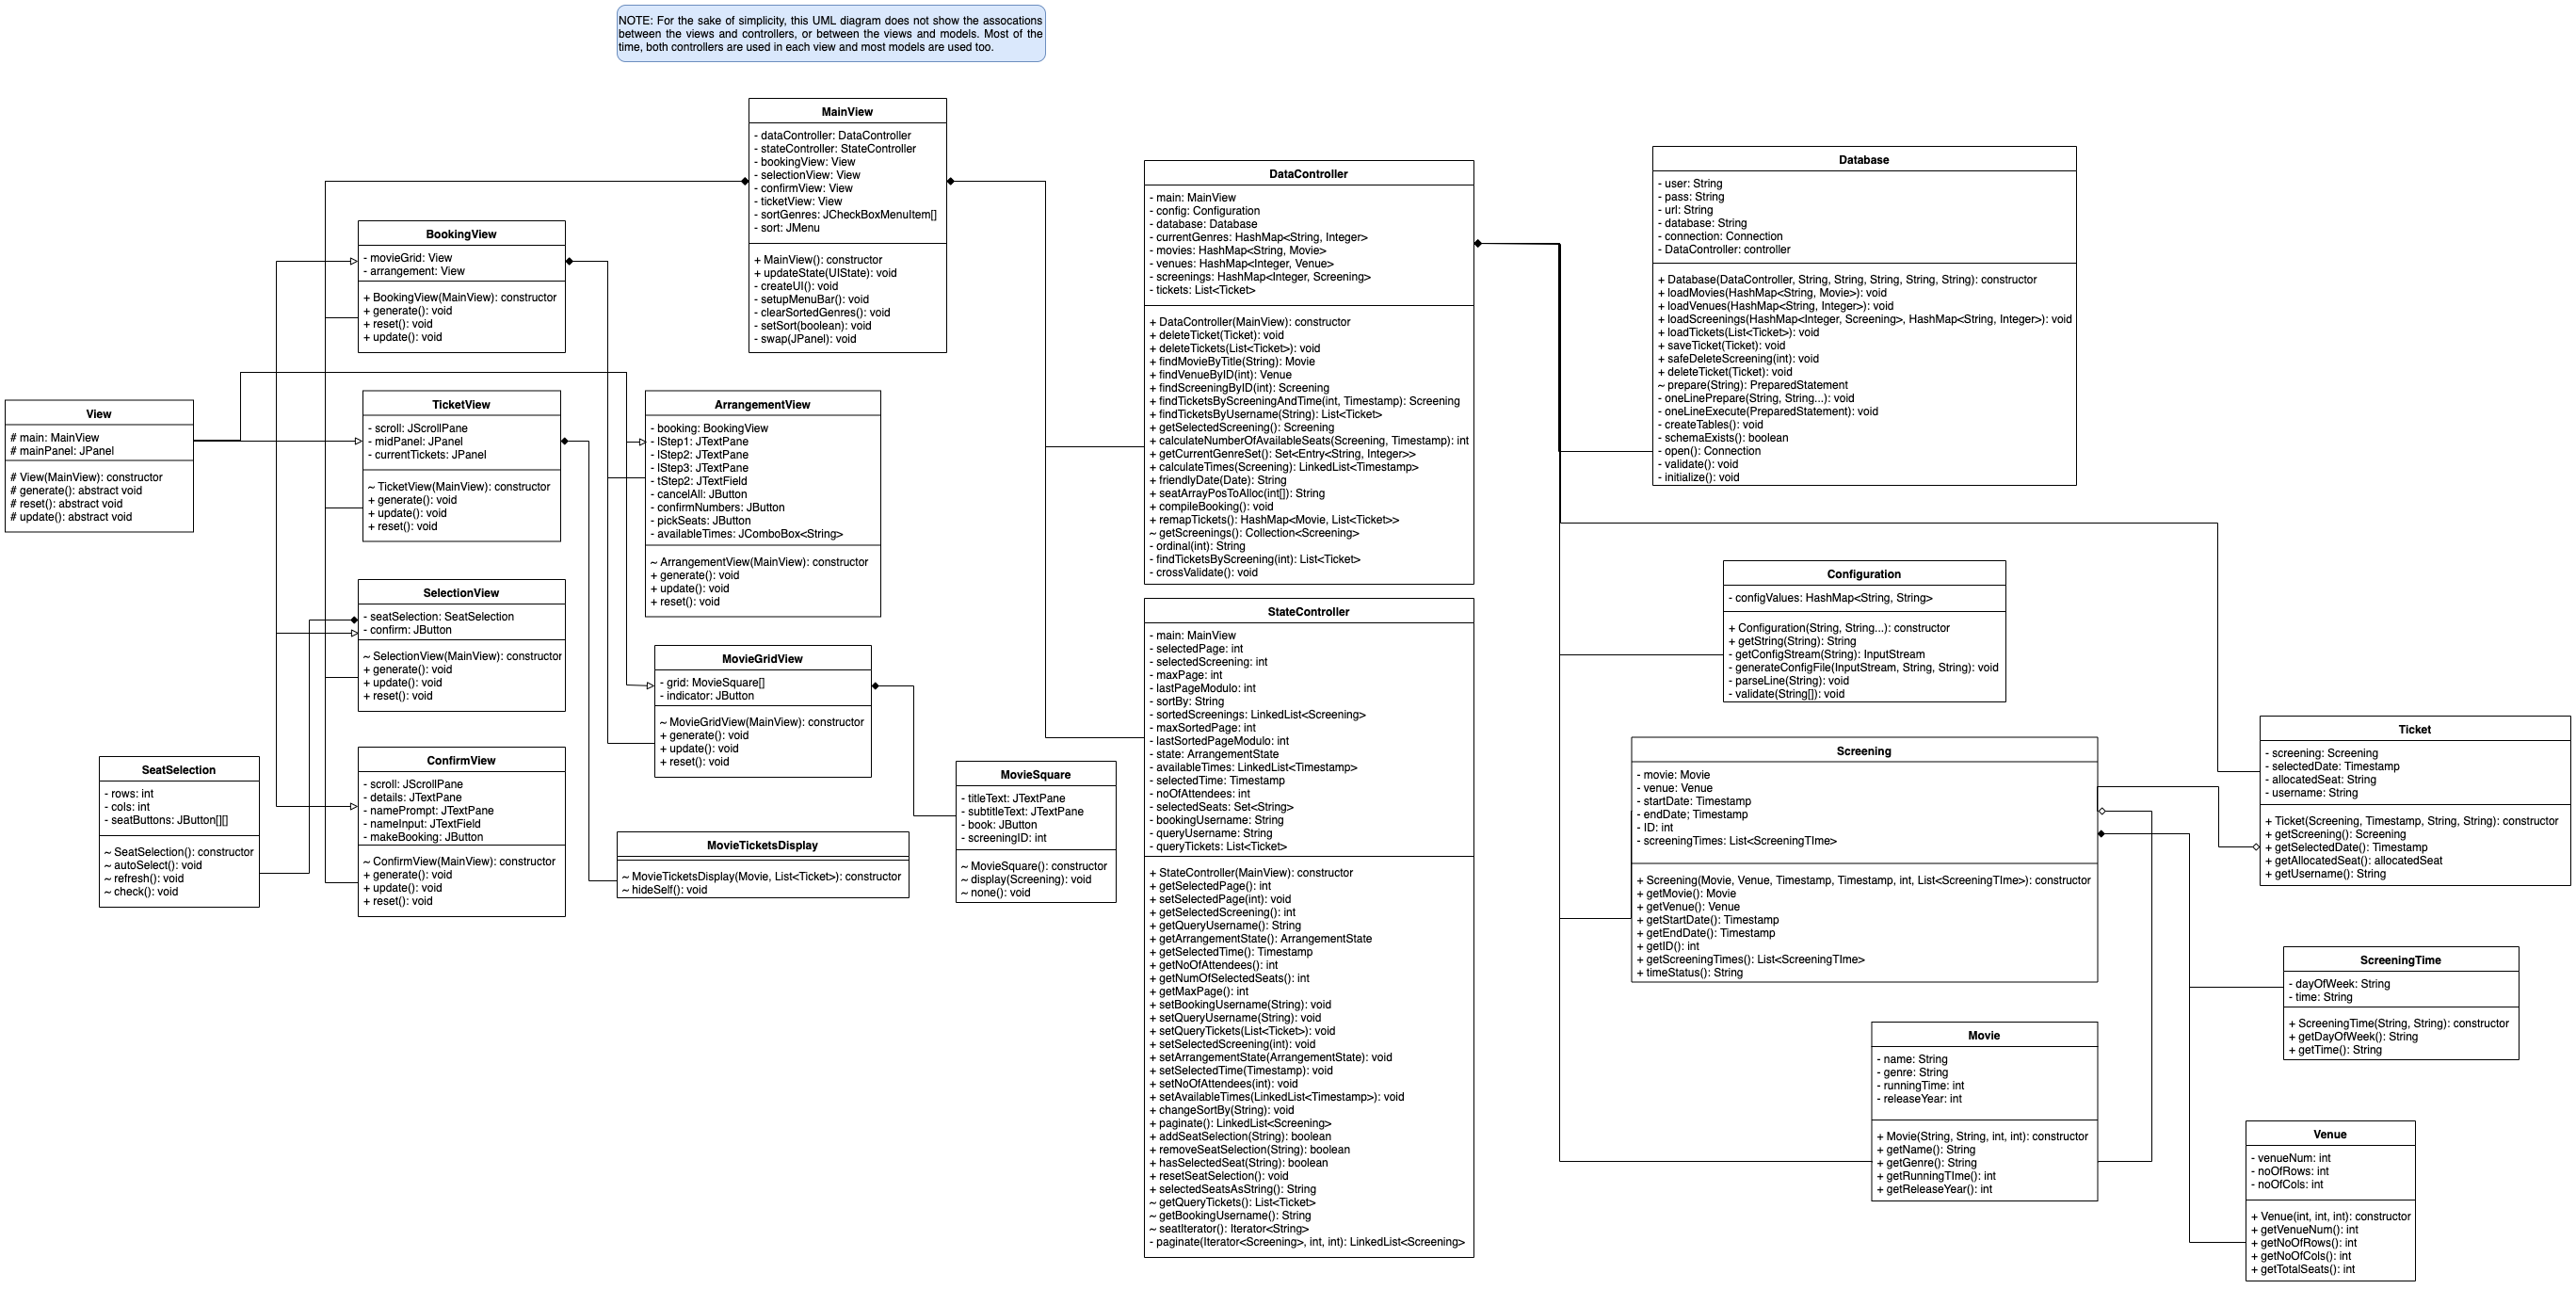 NOTE: For the sake of simplicity, this UML diagram does not show the assocations
between the views and controllers, or between the views and models. Most of the
time, both controllers are used in each view and most models are used too.
MainView
- dataController: DataController
- stateController: StateController
- bookingView: View
- selectionView: View
- confirmView: View
- ticketView: View
- sortGenres: JCheckBoxMenuItem[]
- sort: JMenu
+ MainView(): constructor
+ updateState(UIState): void
- createUI(): void
- setupMenuBar(): void
- clearSortedGenres(): void
- setSort(boolean): void
- swap(JPanel): void
BookingView
- movieGrid: View
- arrangement: View
+ BookingView(MainView): constructor
+ generate(): void
+ reset(): void
+ update(): void
View
# main: MainView
# mainPanel: JPanel
# View(MainView): constructor
# generate(): abstract void
# reset(): abstract void
# update(): abstract void
TicketView
- scroll: JScrollPane
- midPanel: JPanel
- currentTickets: JPanel
~ TicketView(MainView): constructor
+ generate(): void
+ update(): void
+ reset(): void
ArrangementView
- booking: BookingView
- lStep1: JTextPane
- lStep2: JTextPane
- lStep3: JTextPane
- tStep2: JTextField
- cancelAll: JButton
- confirmNumbers: JButton
- pickSeats: JButton
- availableTimes: JComboBox<String>
~ ArrangementView(MainView): constructor
+ generate(): void
+ update(): void
+ reset(): void
SelectionView
- seatSelection: SeatSelection
- confirm: JButton
~ SelectionView(MainView): constructor
+ generate(): void
+ update(): void
+ reset(): void
MovieGridView
- grid: MovieSquare[]
- indicator: JButton
~ MovieGridView(MainView): constructor
+ generate(): void
+ update(): void
+ reset(): void
SeatSelection
- rows: int
- cols: int
- seatButtons: JButton[][]
~ SeatSelection(): constructor
~ autoSelect(): void
~ refresh(): void
~ check(): void
ConfirmView
- scroll: JScrollPane
- details: JTextPane
- namePrompt: JTextPane
- nameInput: JTextField
- makeBooking: JButton
~ ConfirmView(MainView): constructor
+ generate(): void
+ update(): void
+ reset(): void
MovieTicketsDisplay
~ MovieTicketsDisplay(Movie, List<Ticket>): constructor
~ hideSelf(): void
MovieSquare
- titleText: JTextPane
- subtitleText: JTextPane
- book: JButton
- screeningID: int
~ MovieSquare(): constructor
~ display(Screening): void
~ none(): void
DataController
- main: MainView
- config: Configuration
- database: Database
- currentGenres: HashMap<String, Integer>
- movies: HashMap<String, Movie>
- venues: HashMap<Integer, Venue>
- screenings: HashMap<Integer, Screening>
- tickets: List<Ticket>
+ DataController(MainView): constructor
+ deleteTicket(Ticket): void
+ deleteTickets(List<Ticket>): void
+ findMovieByTitle(String): Movie
+ findVenueByID(int): Venue
+ findScreeningByID(int): Screening
+ findTicketsByScreeningAndTime(int, Timestamp): Screening
+ findTicketsByUsername(String): List<Ticket>
+ getSelectedScreening(): Screening
+ calculateNumberOfAvailableSeats(Screening, Timestamp): int
+ getCurrentGenreSet(): Set<Entry<String, Integer>>
+ calculateTimes(Screening): LinkedList<Timestamp>
+ friendlyDate(Date): String
+ seatArrayPosToAlloc(int[]): String
+ compileBooking(): void
+ remapTickets(): HashMap<Movie, List<Ticket>>
~ getScreenings(): Collection<Screening>
- ordinal(int): String
- findTicketsByScreening(int): List<Ticket>
- crossValidate(): void
StateController
- main: MainView
- selectedPage: int
- selectedScreening: int
- maxPage: int
- lastPageModulo: int
- sortBy: String
- sortedScreenings: LinkedList<Screening>
- maxSortedPage: int
- lastSortedPageModulo: int
- state: ArrangementState
- availableTimes: LinkedList<Timestamp>
- selectedTime: Timestamp
- noOfAttendees: int
- selectedSeats: Set<String>
- bookingUsername: String
- queryUsername: String
- queryTickets: List<Ticket>
+ StateController(MainView): constructor
+ getSelectedPage(): int
+ setSelectedPage(int): void
+ getSelectedScreening(): int
+ getQueryUsername(): String
+ getArrangementState(): ArrangementState
+ getSelectedTime(): Timestamp
+ getNoOfAttendees(): int
+ getNumOfSelectedSeats(): int
+ getMaxPage(): int
+ setBookingUsername(String): void
+ setQueryUsername(String): void
+ setQueryTickets(List<Ticket>): void
+ setSelectedScreening(int): void
+ setArrangementState(ArrangementState): void
+ setSelectedTime(Timestamp): void
+ setNoOfAttendees(int): void
+ setAvailableTimes(LinkedList<Timestamp>): void
+ changeSortBy(String): void
+ paginate(): LinkedList<Screening>
+ addSeatSelection(String): boolean
+ removeSeatSelection(String): boolean
+ hasSelectedSeat(String): boolean
+ resetSeatSelection(): void
+ selectedSeatsAsString(): String
~ getQueryTickets(): List<Ticket>
~ getBookingUsername(): String
~ seatIterator(): Iterator<String>
- paginate(Iterator<Screening>, int, int): LinkedList<Screening>
Database
- user: String
- pass: String
- url: String
- database: String
- connection: Connection
- DataController: controller
+ Database(DataController, String, String, String, String, String): constructor
+ loadMovies(HashMap<String, Movie>): void
+ loadVenues(HashMap<String, Integer>): void
+ loadScreenings(HashMap<Integer, Screening>, HashMap<String, Integer>): void
+ loadTickets(List<Ticket>): void
+ saveTicket(Ticket): void
+ safeDeleteScreening(int): void
+ deleteTicket(Ticket): void
~ prepare(String): PreparedStatement
- oneLinePrepare(String, String...): void
- oneLineExecute(PreparedStatement): void
- createTables(): void
- schemaExists(): boolean
- open(): Connection
- validate(): void
- initialize(): void
Configuration
- configValues: HashMap<String, String>
+ Configuration(String, String...): constructor
+ getString(String): String
- getConfigStream(String): InputStream
- generateConfigFile(InputStream, String, String): void
- parseLine(String): void
- validate(String[]): void
Screening
- movie: Movie
- venue: Venue
- startDate: Timestamp
- endDate; Timestamp
- ID: int
- screeningTimes: List<ScreeningTIme>
+ Screening(Movie, Venue, Timestamp, Timestamp, int, List<ScreeningTIme>): constructor
+ getMovie(): Movie
+ getVenue(): Venue
+ getStartDate(): Timestamp
+ getEndDate(): Timestamp
+ getID(): int
+ getScreeningTimes(): List<ScreeningTIme>
+ timeStatus(): String
Ticket
- screening: Screening
- selectedDate: Timestamp
- allocatedSeat: String
- username: String
+ Ticket(Screening, Timestamp, String, String): constructor
+ getScreening(): Screening
+ getSelectedDate(): Timestamp
+ getAllocatedSeat(): allocatedSeat
+ getUsername(): String
ScreeningTime
- dayOfWeek: String
- time: String
+ ScreeningTime(String, String): constructor
+ getDayOfWeek(): String
+ getTime(): String
Movie
- name: String
- genre: String
- runningTime: int
- releaseYear: int
+ Movie(String, String, int, int): constructor
+ getName(): String
+ getGenre(): String
+ getRunningTIme(): int
+ getReleaseYear(): int
Venue
- venueNum: int
- noOfRows: int
- noOfCols: int
+ Venue(int, int, int): constructor
+ getVenueNum(): int
+ getNoOfRows(): int
+ getNoOfCols(): int
+ getTotalSeats(): int